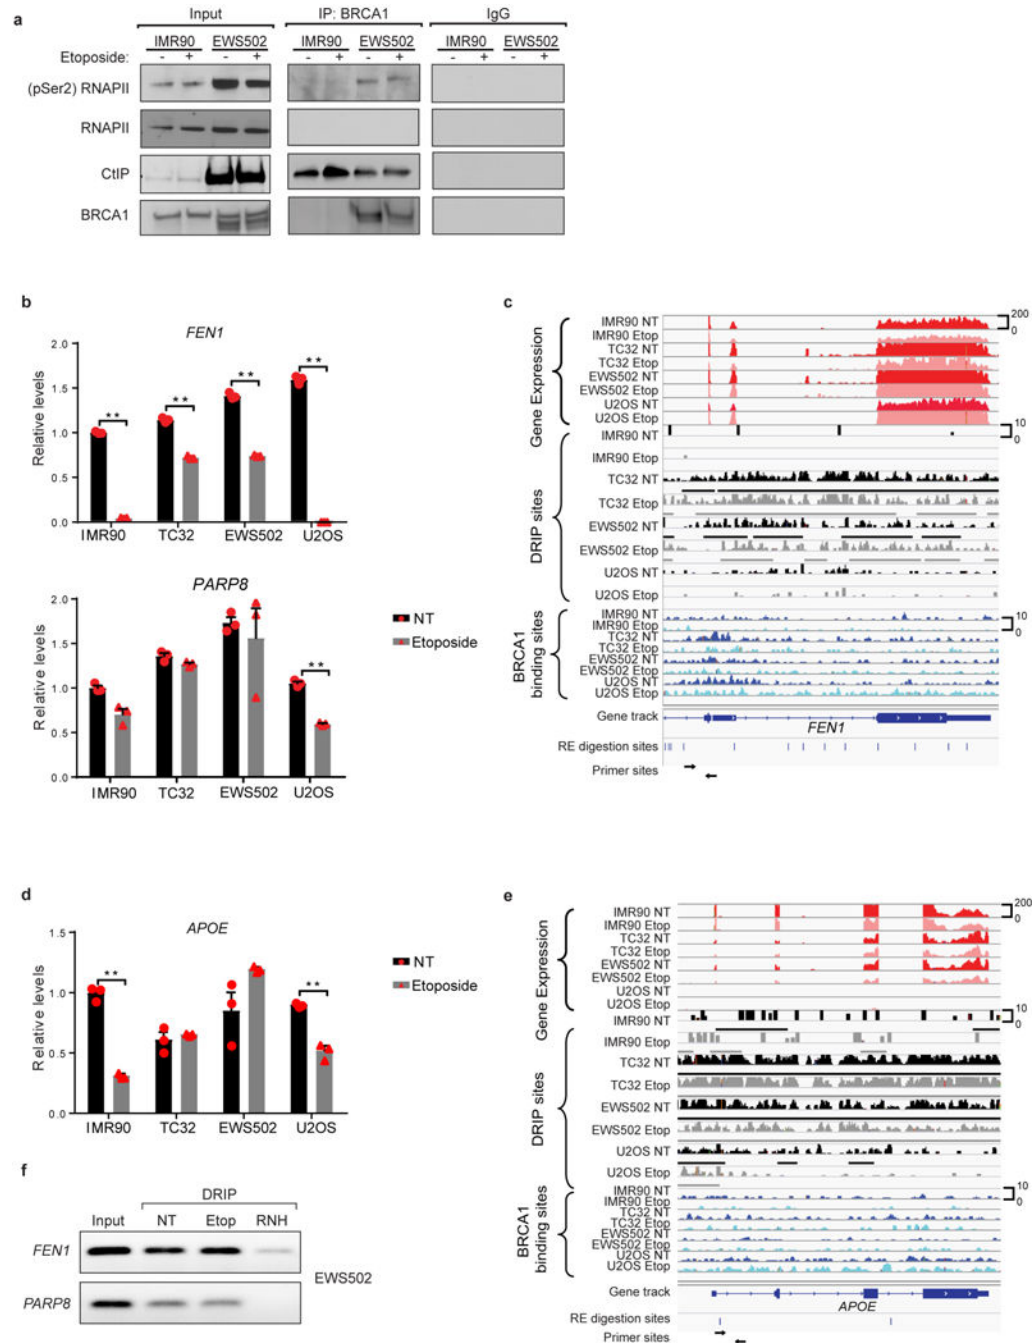 a
Input
IP: BRCA1
IgG
IMR90 EWS502 IMR90 EWS502 IMR90 EWS502
Etoposide: - + - + - + - + - + - +
(pSer2) RNAPII
RNAPII
CtIP
BRCA1
b
FEN1
Relative levels
2.0
1.5
1.0
0.5
0.0
** ** ** **
IMR90 TC32 EWS502 U2OS
PARP8
Relative levels
2.0
1.5
1.0
0.5
0.0
**
IMR90 TC32 EWS502 U2OS
NT
Etoposide
c
Gene Expression
IMR90 NT
IMR90 Etop
TC32 NT
TC32 Etop
EWS502 NT
EWS502 Etop
U2OS NT
U2OS Etop
200
0
DRIP sites
IMR90 NT
IMR90 Etop
TC32 NT
TC32 Etop
EWS502 NT
EWS502 Etop
U2OS NT
U2OS Etop
10
0
BRCA1
binding sites
IMR90 NT
IMR90 Etop
TC32 NT
TC32 Etop
EWS502 NT
EWS502 Etop
U2OS NT
U2OS Etop
10
0
Gene track
FEN1
RE digestion sites
Primer sites
d
APOE
Relative levels
2.0
1.5
1.0
0.5
0.0
** **
IMR90 TC32 EWS502 U2OS
NT
Etoposide
e
Gene Expression
IMR90 NT
IMR90 Etop
TC32 NT
TC32 Etop
EWS502 NT
EWS502 Etop
U2OS NT
U2OS Etop
200
0
DRIP sites
IMR90 NT
IMR90 Etop
TC32 NT
TC32 Etop
EWS502 NT
EWS502 Etop
U2OS NT
U2OS Etop
10
0
BRCA1
binding sites
IMR90 NT
IMR90 Etop
TC32 NT
TC32 Etop
EWS502 NT
EWS502 Etop
U2OS NT
U2OS Etop
10
0
Gene track
APOE
RE digestion sites
Primer sites
f
DRIP
Input NT Etop RNH
FEN1
PARP8
EWS502